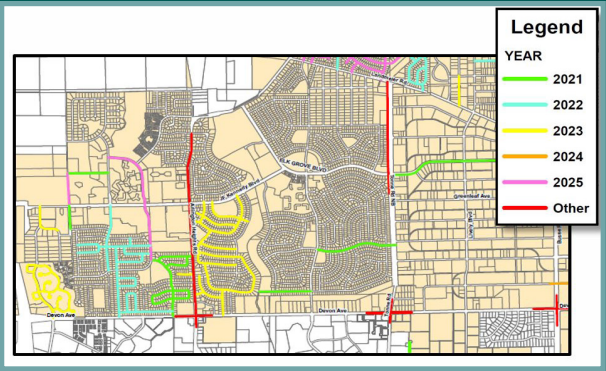 Legend
YEAR
2021
2022
2023
2024
2025
Other
Landmeier Rd
ELK GROVE BLVD
Kennedy Blvd
Greenleaf Ave
Devon Ave
Devon Ave